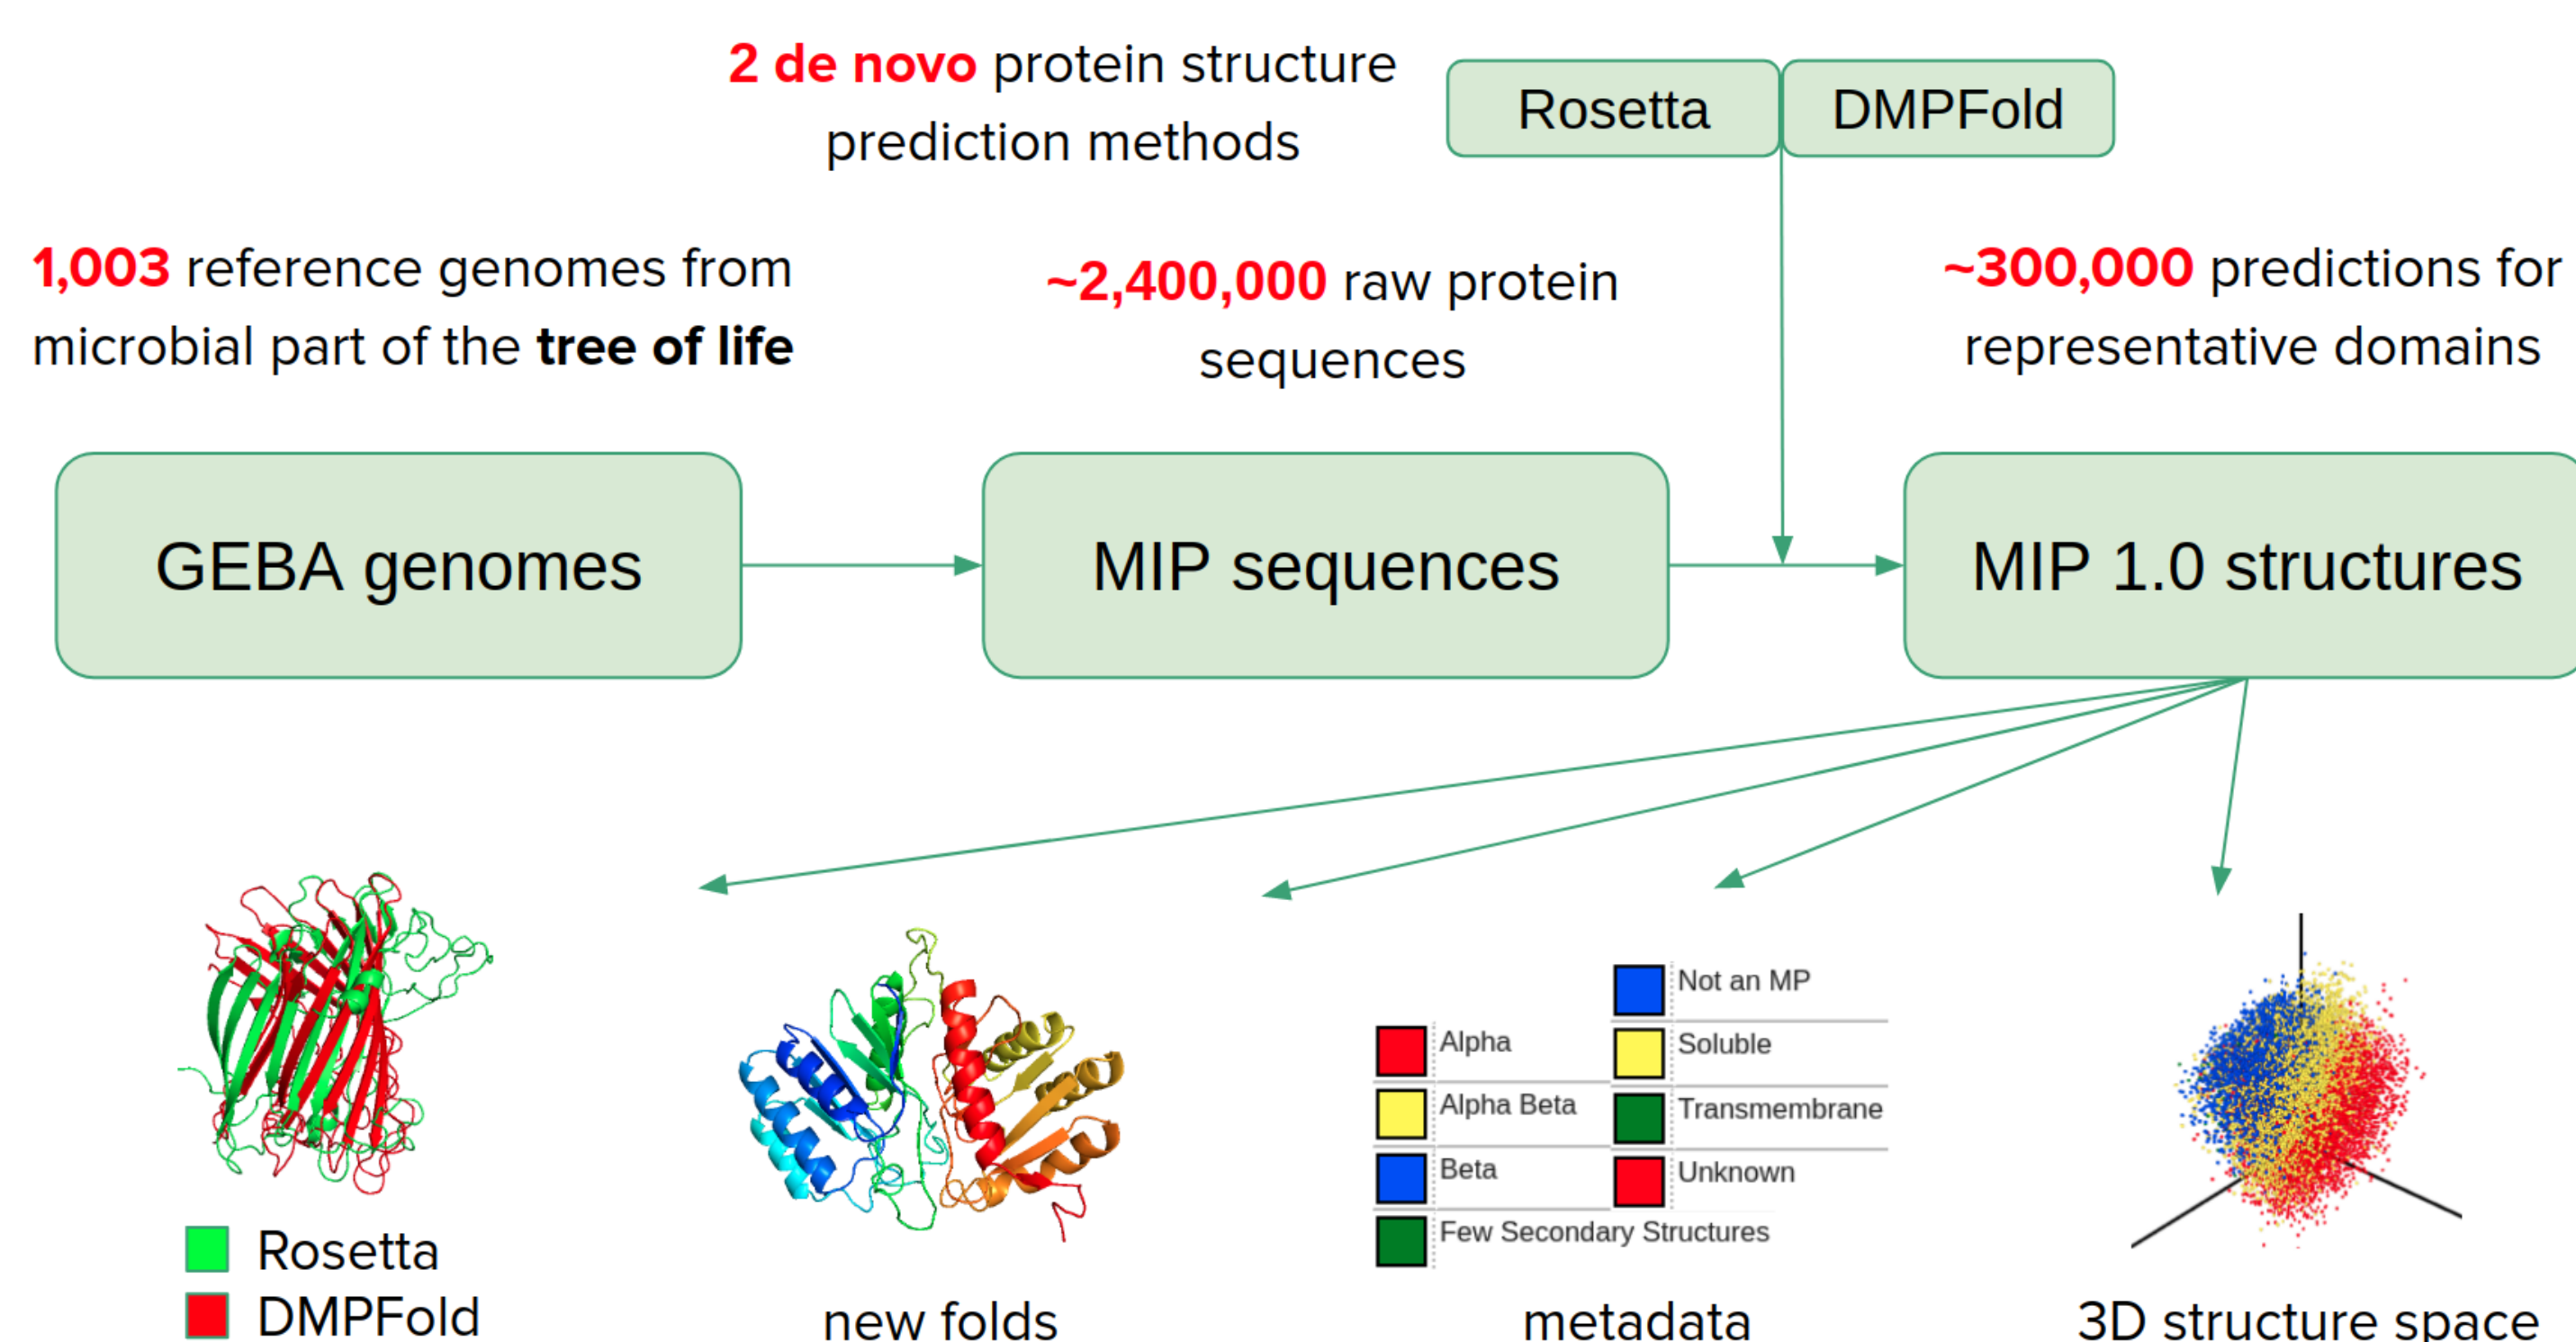 2 de novo protein structure
prediction methods
Rosetta
DMPFold
1,003 reference genomes from
microbial part of the tree of life
~2,400,000 raw protein
sequences
~300,000 predictions for
representative domains
GEBA genomes
MIP sequences
MIP 1.0 structures
Rosetta
DMPFold
new folds
Alpha
Alpha Beta
Beta
Few Secondary Structures
Not an MP
Soluble
Transmembrane
Unknown
metadata
3D structure space